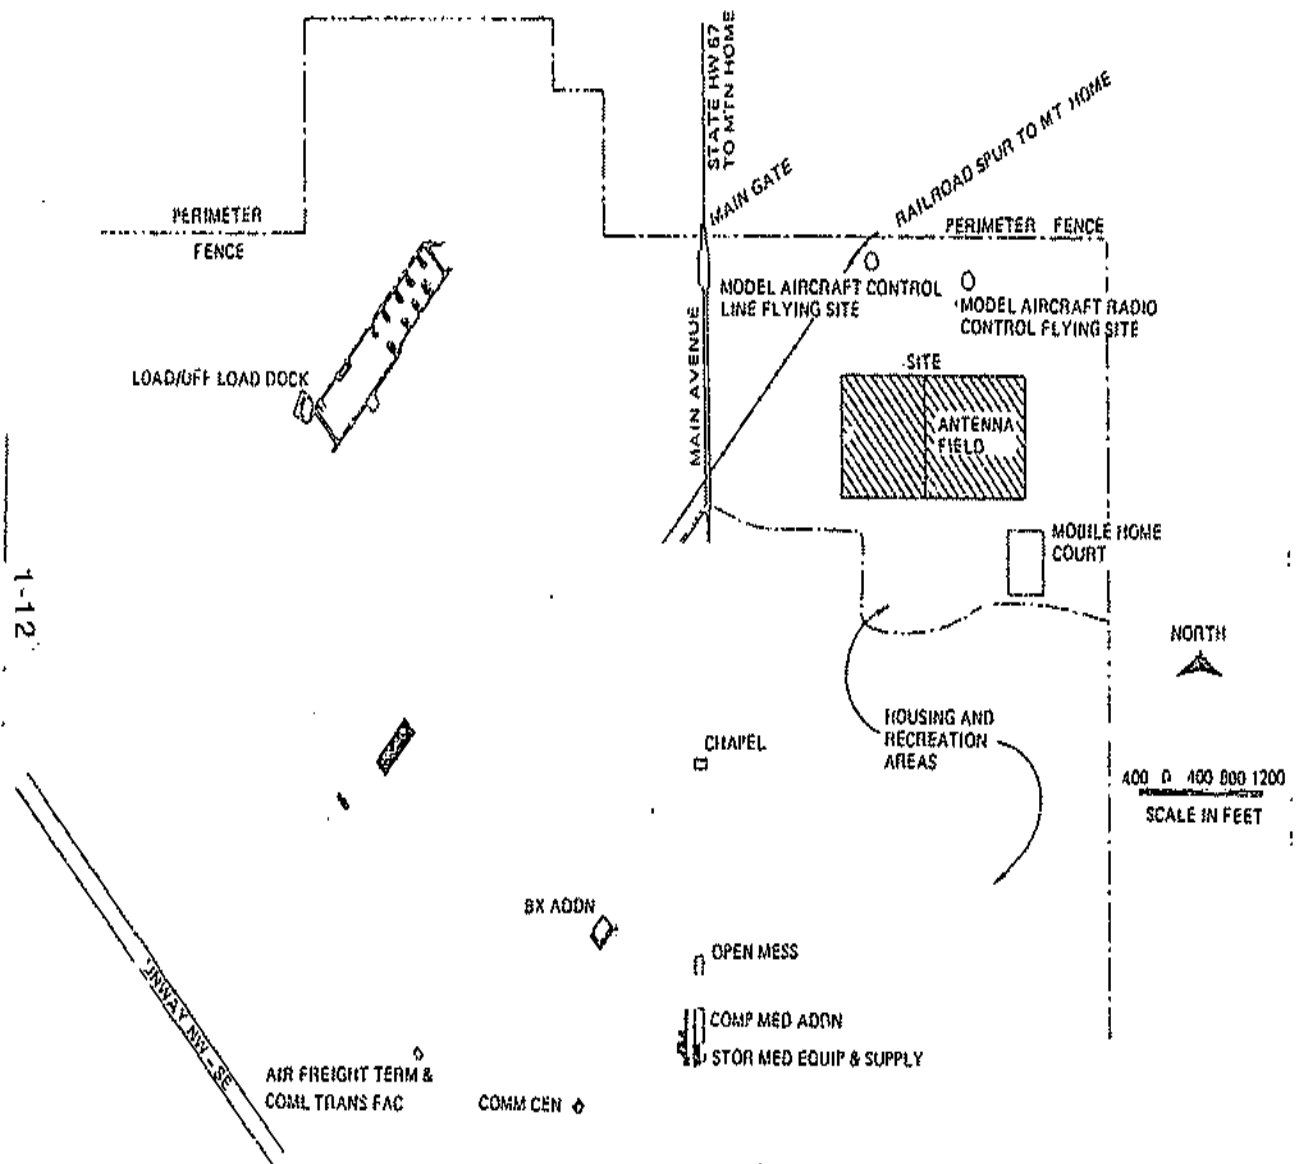 STATE HW 67
TO MTN HOME
MAIN GATE
RAILROAD SPUR TO MT HOME
PERIMETER
FENCE
PERIMETER FENCE
MODEL AIRCRAFT CONTROL
LINE FLYING SITE
MODEL AIRCRAFT RADIO
CONTROL FLYING SITE
LOAD/OFF LOAD DOCK
MAIN AVENUE
SITE
ANTENNA
FIELD
MOBILE HOME
COURT
1-12
NORTH
HOUSING AND
RECREATION
AREAS
CHAPEL
400 0 400 800 1200
SCALE IN FEET
BX ADDN
OPEN MESS
COMP MED ADDN
STOR MED EQUIP & SUPPLY
UNWAY NW - SE
AIR FREIGHT TERM &
COML TRANS FAC
COMM CEN